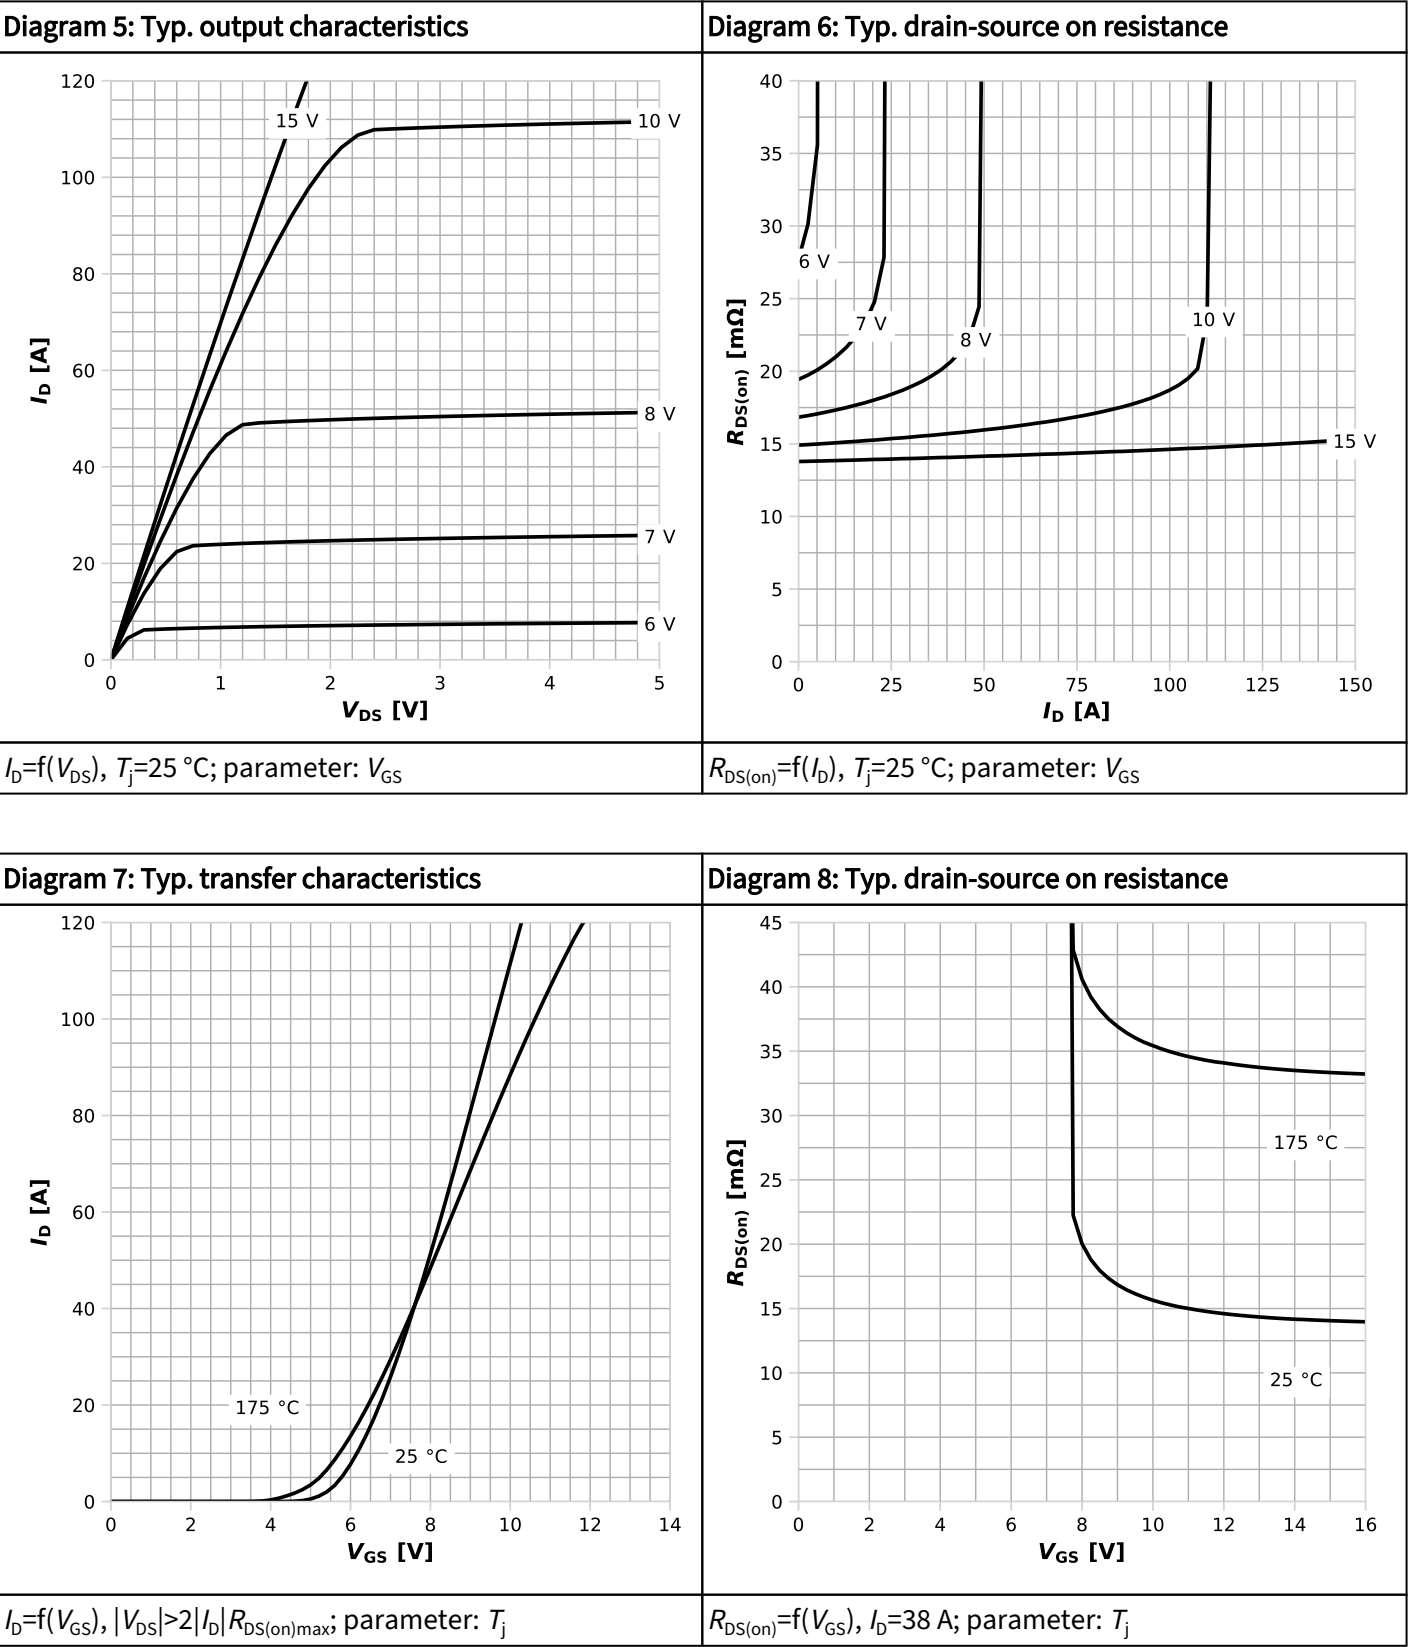 Diagram 5: Typ. output characteristics
120
100
80
60
40
20
0
0 1 2 3 4 5
I_D [A]
V_DS [V]
15 V
10 V
8 V
7 V
6 V
I_D=f(V_DS), T_j=25 °C; parameter: V_GS
Diagram 6: Typ. drain-source on resistance
40
35
30
25
20
15
10
5
0
0 25 50 75 100 125 150
R_DS(on) [mΩ]
I_D [A]
6 V
7 V
8 V
10 V
15 V
R_DS(on)=f(I_D), T_j=25 °C; parameter: V_GS
Diagram 7: Typ. transfer characteristics
120
100
80
60
40
20
0
0 2 4 6 8 10 12 14
I_D [A]
V_GS [V]
175 °C
25 °C
I_D=f(V_GS), |V_DS|>2|I_D|R_DS(on)max; parameter: T_j
Diagram 8: Typ. drain-source on resistance
45
40
35
30
25
20
15
10
5
0
0 2 4 6 8 10 12 14 16
R_DS(on) [mΩ]
V_GS [V]
175 °C
25 °C
R_DS(on)=f(V_GS), I_D=38 A; parameter: T_j